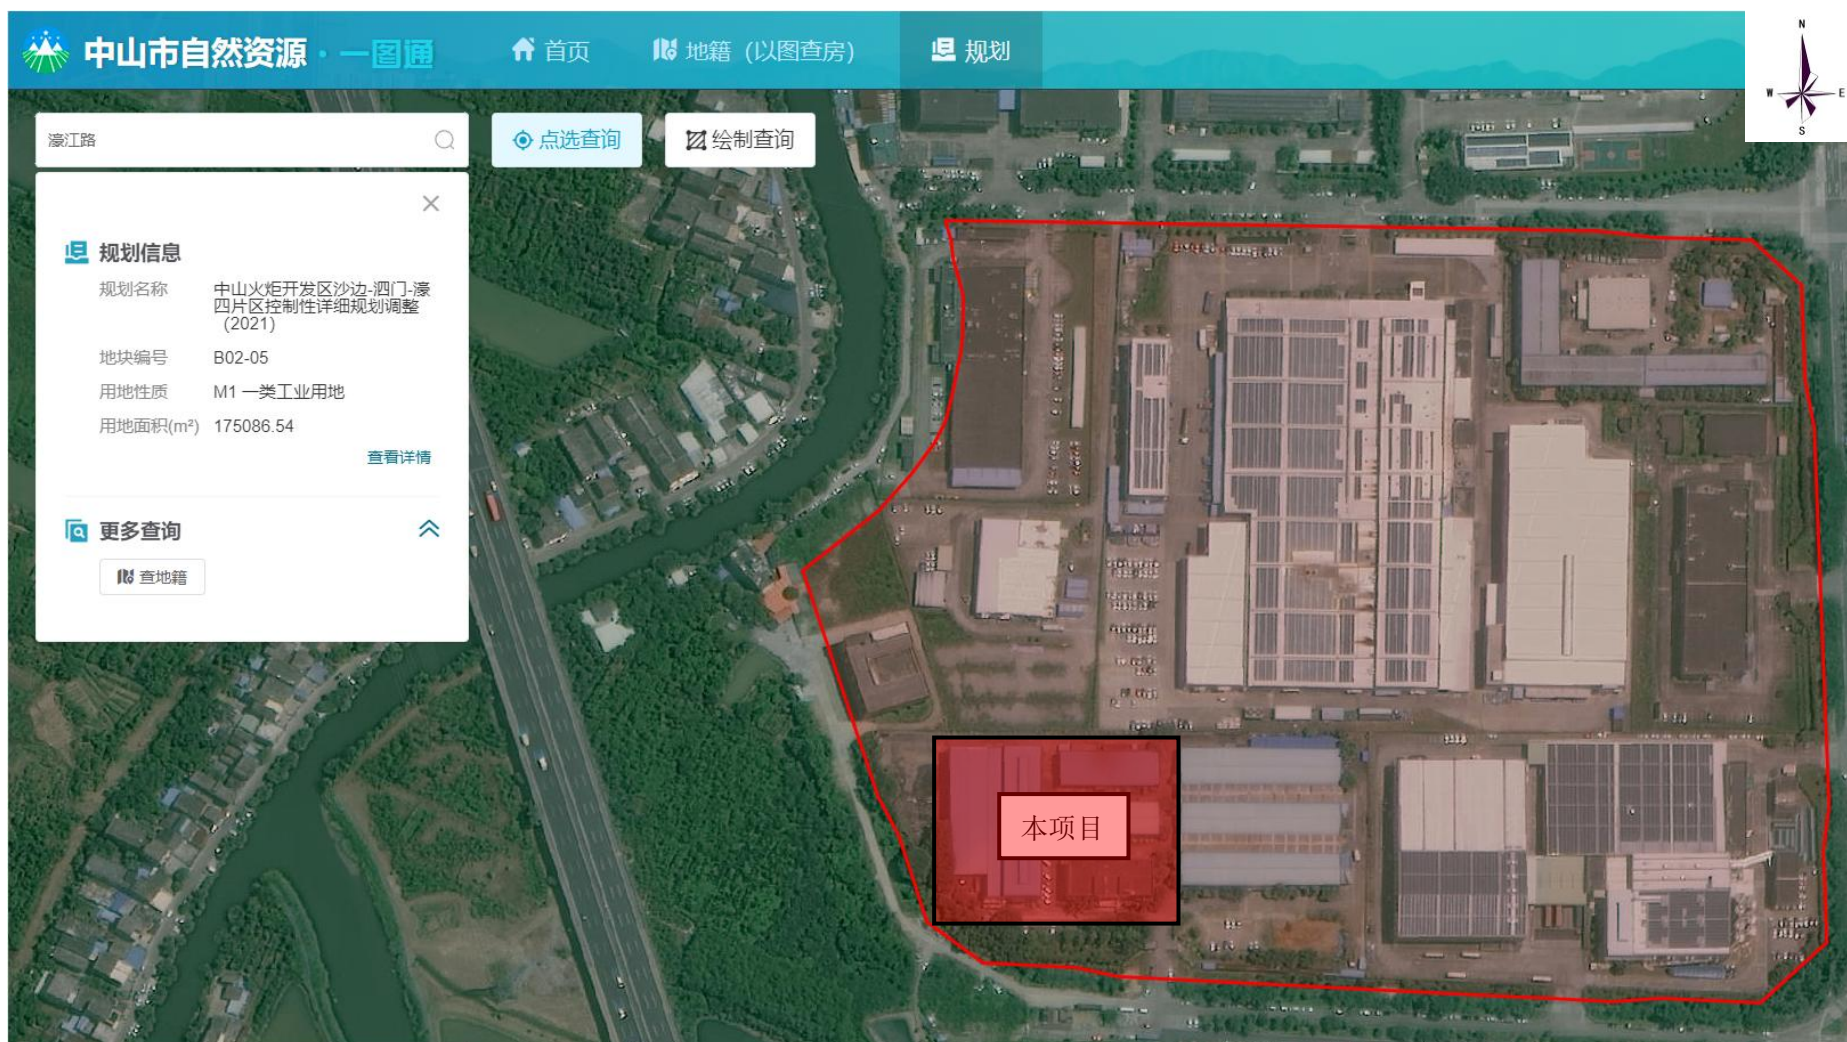 中山市自然资源·一图通
首页
地籍（以图查房）
规划
N
W
E
S
濠江路
点选查询
绘制查询
规划信息
规划名称
中山火炬开发区沙边-泗门-濠
四片区控制性详细规划调整
（2021）
地块编号
B02-05
用地性质
M1 一类工业用地
用地面积(m²)
175086.54
查看详情
更多查询
查地籍
本项目